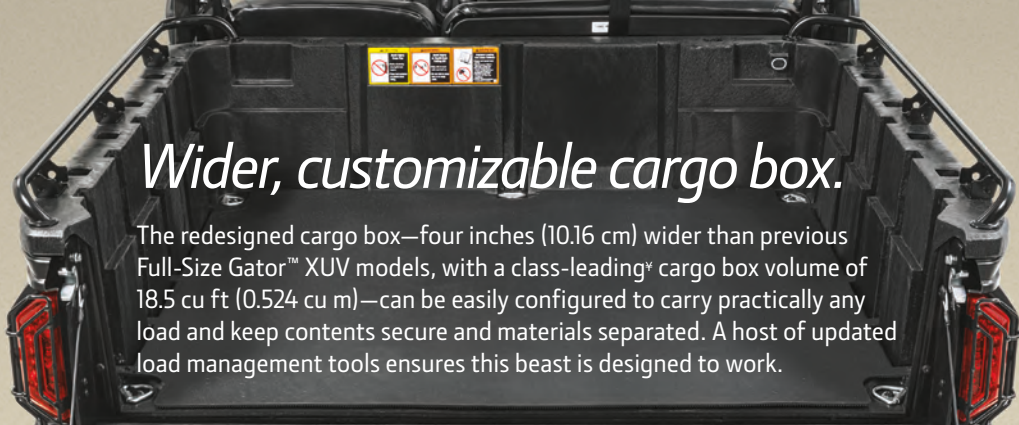 Wider, customizable cargo box.
The redesigned cargo box—four inches (10.16 cm) wider than previous
Full-Size Gator™ XUV models, with a class-leading¥ cargo box volume of
18.5 cu ft (0.524 cu m)—can be easily configured to carry practically any
load and keep contents secure and materials separated. A host of updated
load management tools ensures this beast is designed to work.